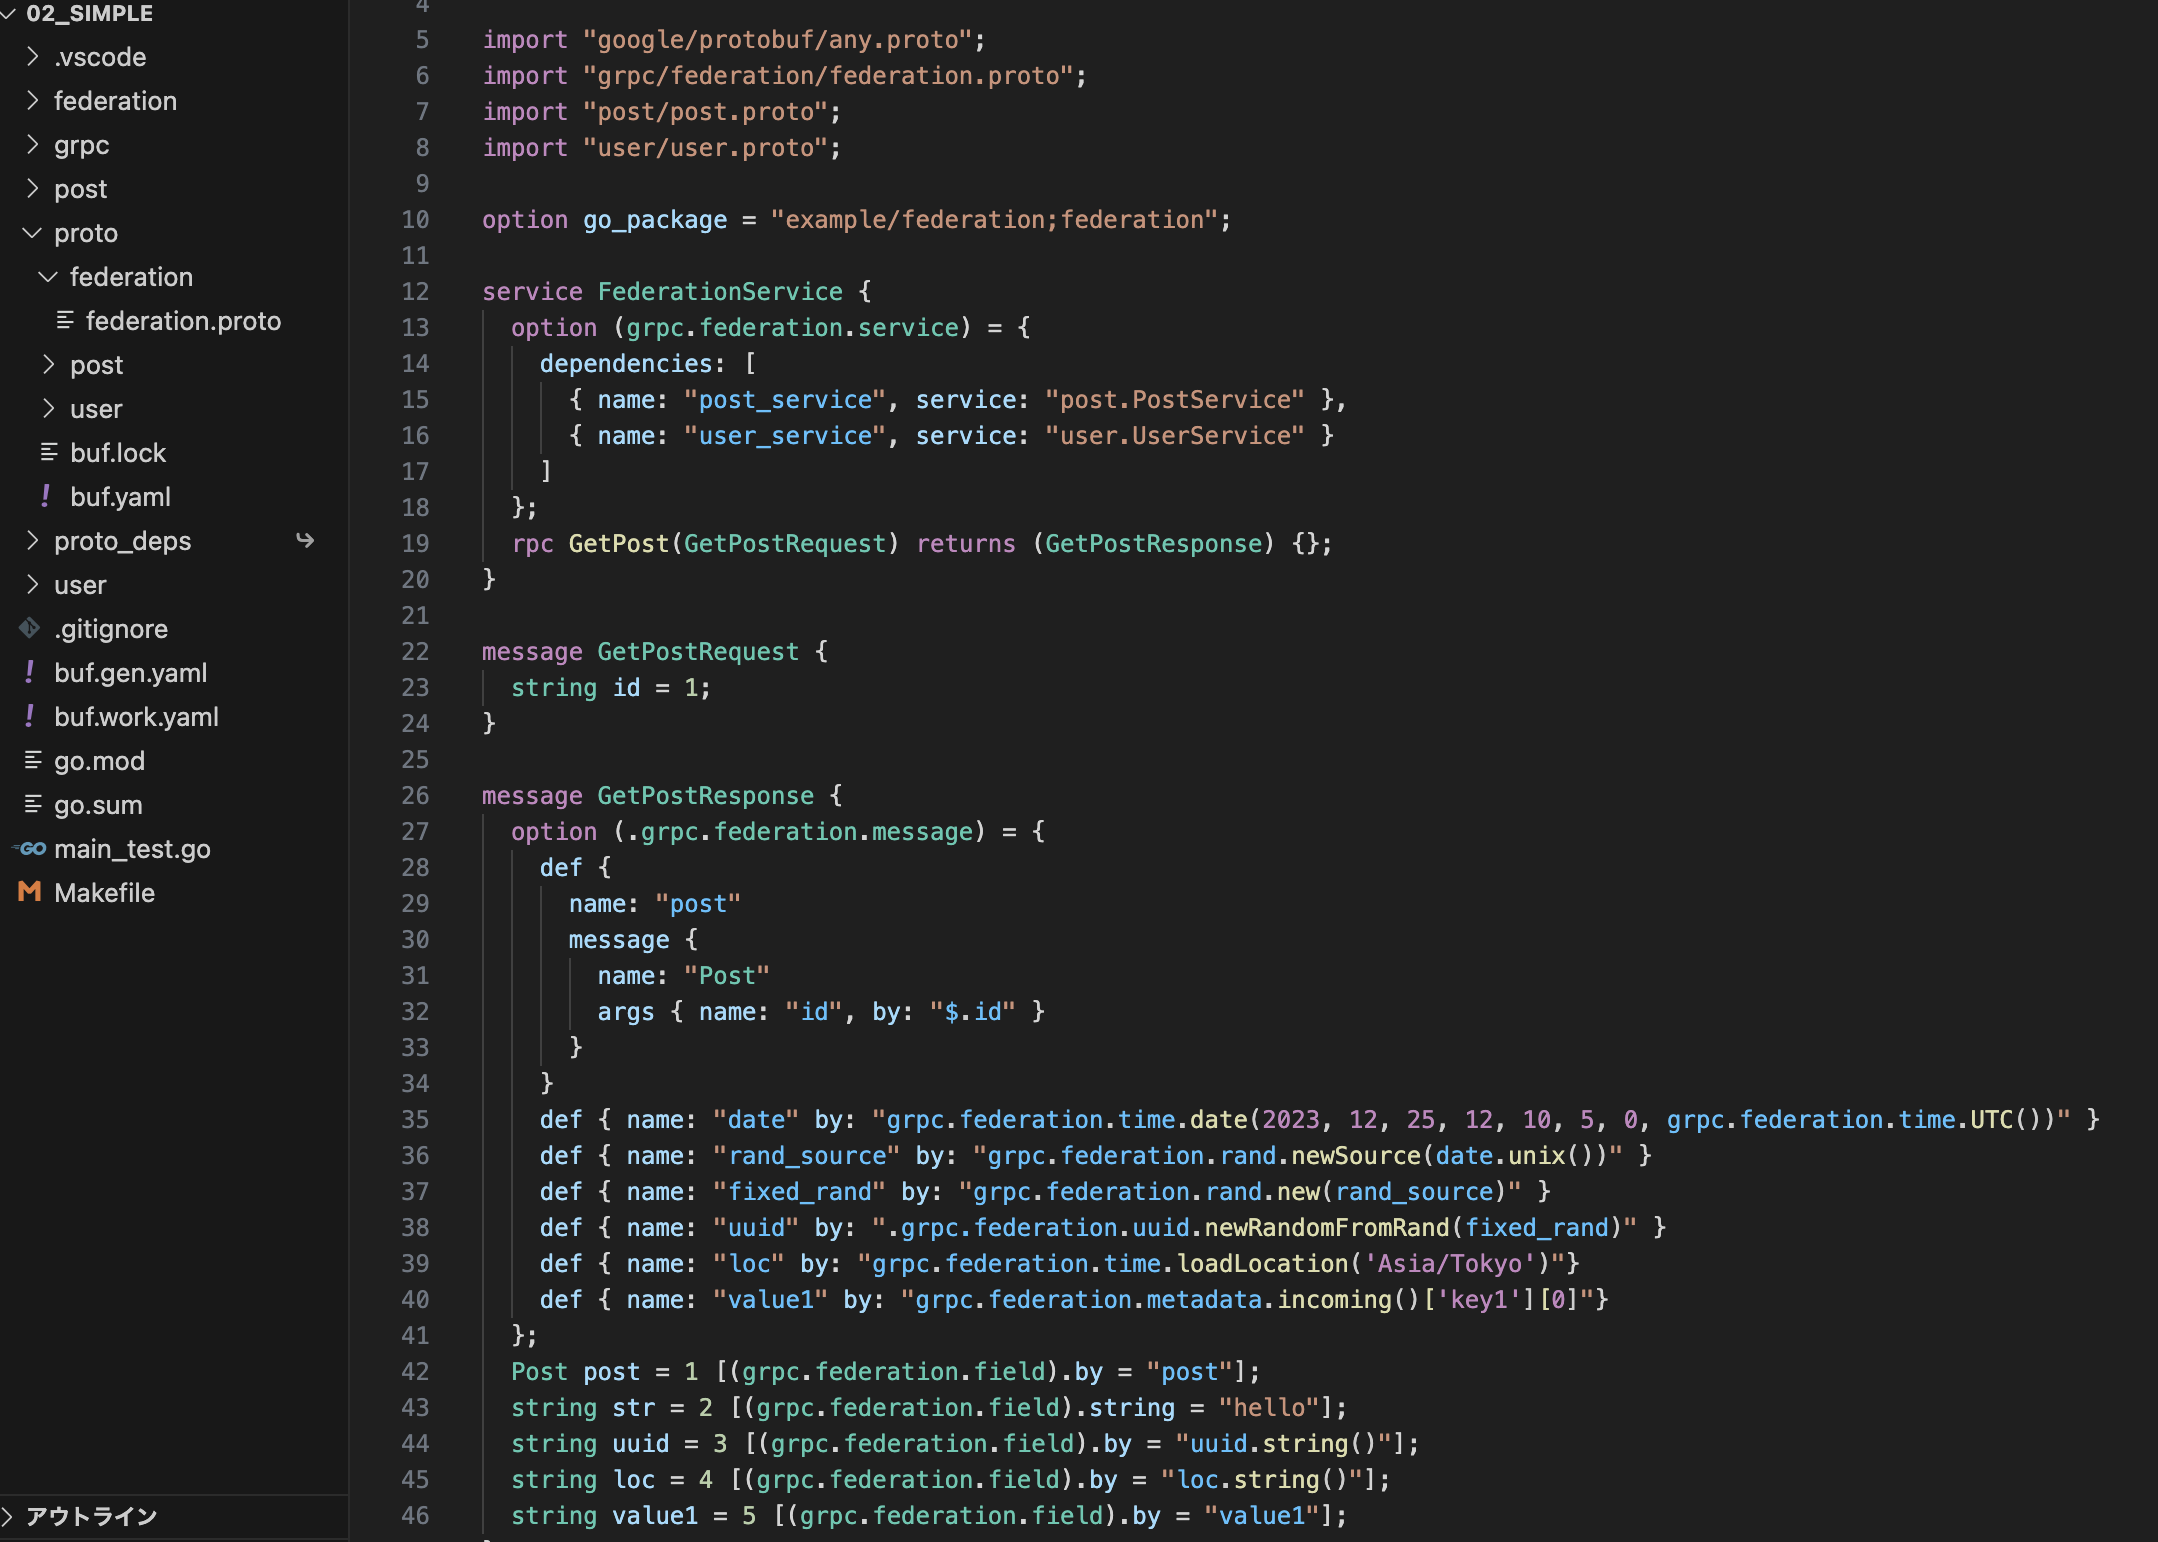 02_SIMPLE
.vscode
federation
grpc
post
proto
federation
federation.proto
post
user
buf.lock
buf.yaml
proto_deps
user
.gitignore
buf.gen.yaml
buf.work.yaml
go.mod
go.sum
GO main_test.go
Makefile
アウトライン
4
5 import "google/protobuf/any.proto";
6 import "grpc/federation/federation.proto";
7 import "post/post.proto";
8 import "user/user.proto";
9
10 option go_package = "example/federation;federation";
11
12 service FederationService {
13   option (grpc.federation.service) = {
14     dependencies: [
15       { name: "post_service", service: "post.PostService" },
16       { name: "user_service", service: "user.UserService" }
17     ]
18   };
19   rpc GetPost(GetPostRequest) returns (GetPostResponse) {};
20 }
21
22 message GetPostRequest {
23   string id = 1;
24 }
25
26 message GetPostResponse {
27   option (.grpc.federation.message) = {
28     def {
29       name: "post"
30       message {
31         name: "Post"
32         args { name: "id", by: "$.id" }
33       }
34     }
35     def { name: "date" by: "grpc.federation.time.date(2023, 12, 25, 12, 10, 5, 0, grpc.federation.time.UTC())" }
36     def { name: "rand_source" by: "grpc.federation.rand.newSource(date.unix())" }
37     def { name: "fixed_rand" by: "grpc.federation.rand.new(rand_source)" }
38     def { name: "uuid" by: ".grpc.federation.uuid.newRandomFromRand(fixed_rand)" }
39     def { name: "loc" by: "grpc.federation.time.loadLocation('Asia/Tokyo')"}
40     def { name: "value1" by: "grpc.federation.metadata.incoming()['key1'][0]"}
41   };
42   Post post = 1 [(grpc.federation.field).by = "post"];
43   string str = 2 [(grpc.federation.field).string = "hello"];
44   string uuid = 3 [(grpc.federation.field).by = "uuid.string()"];
45   string loc = 4 [(grpc.federation.field).by = "loc.string()"];
46   string value1 = 5 [(grpc.federation.field).by = "value1"];